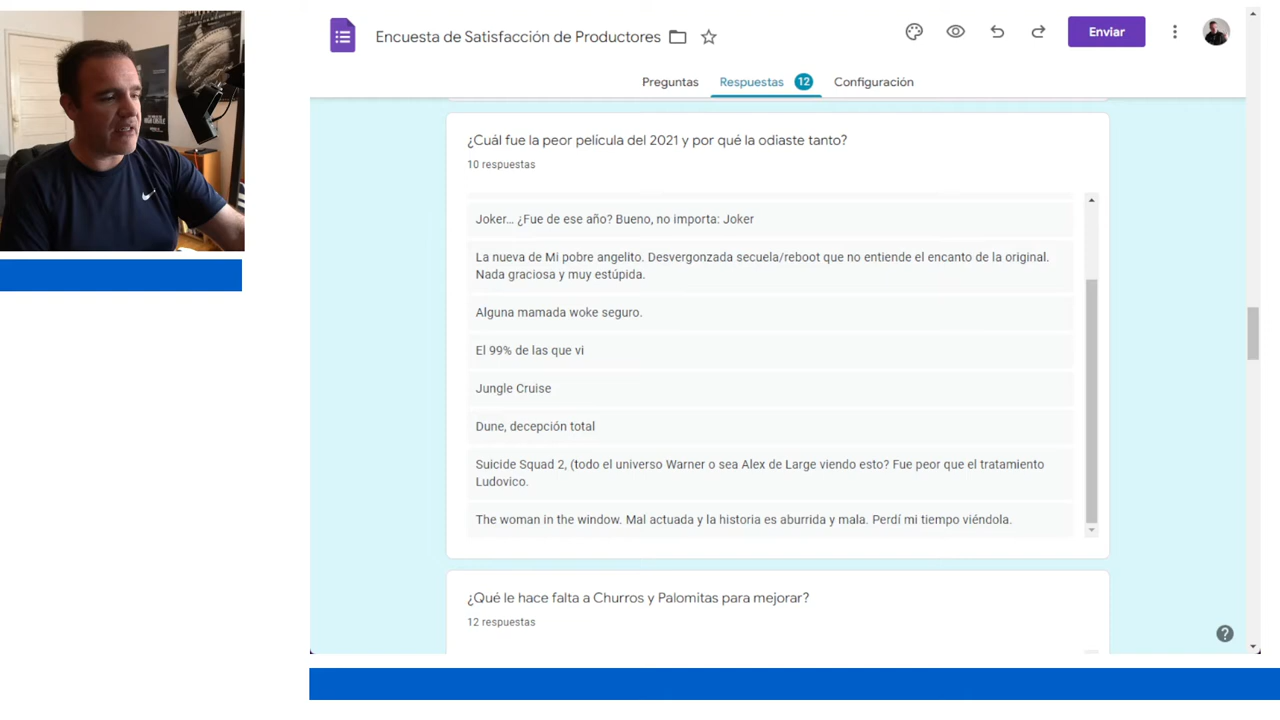 Encuesta de Satisfacción de Productores
Enviar
Preguntas Respuestas 12 Configuración
¿Cuál fue la peor película del 2021 y por qué la odiaste tanto?
10 respuestas
Joker... ¿Fue de ese año? Bueno, no importa: Joker
La nueva de Mi pobre angelito. Desvergonzada secuela/reboot que no entiende el encanto de la original.
Nada graciosa y muy estúpida.
Alguna mamada woke seguro.
El 99% de las que vi
Jungle Cruise
Dune, decepción total
Suicide Squad 2, (todo el universo Warner o sea Alex de Large viendo esto? Fue peor que el tratamiento
Ludovico.
The woman in the window. Mal actuada y la historia es aburrida y mala. Perdí mi tiempo viéndola.
¿Qué le hace falta a Churros y Palomitas para mejorar?
12 respuestas